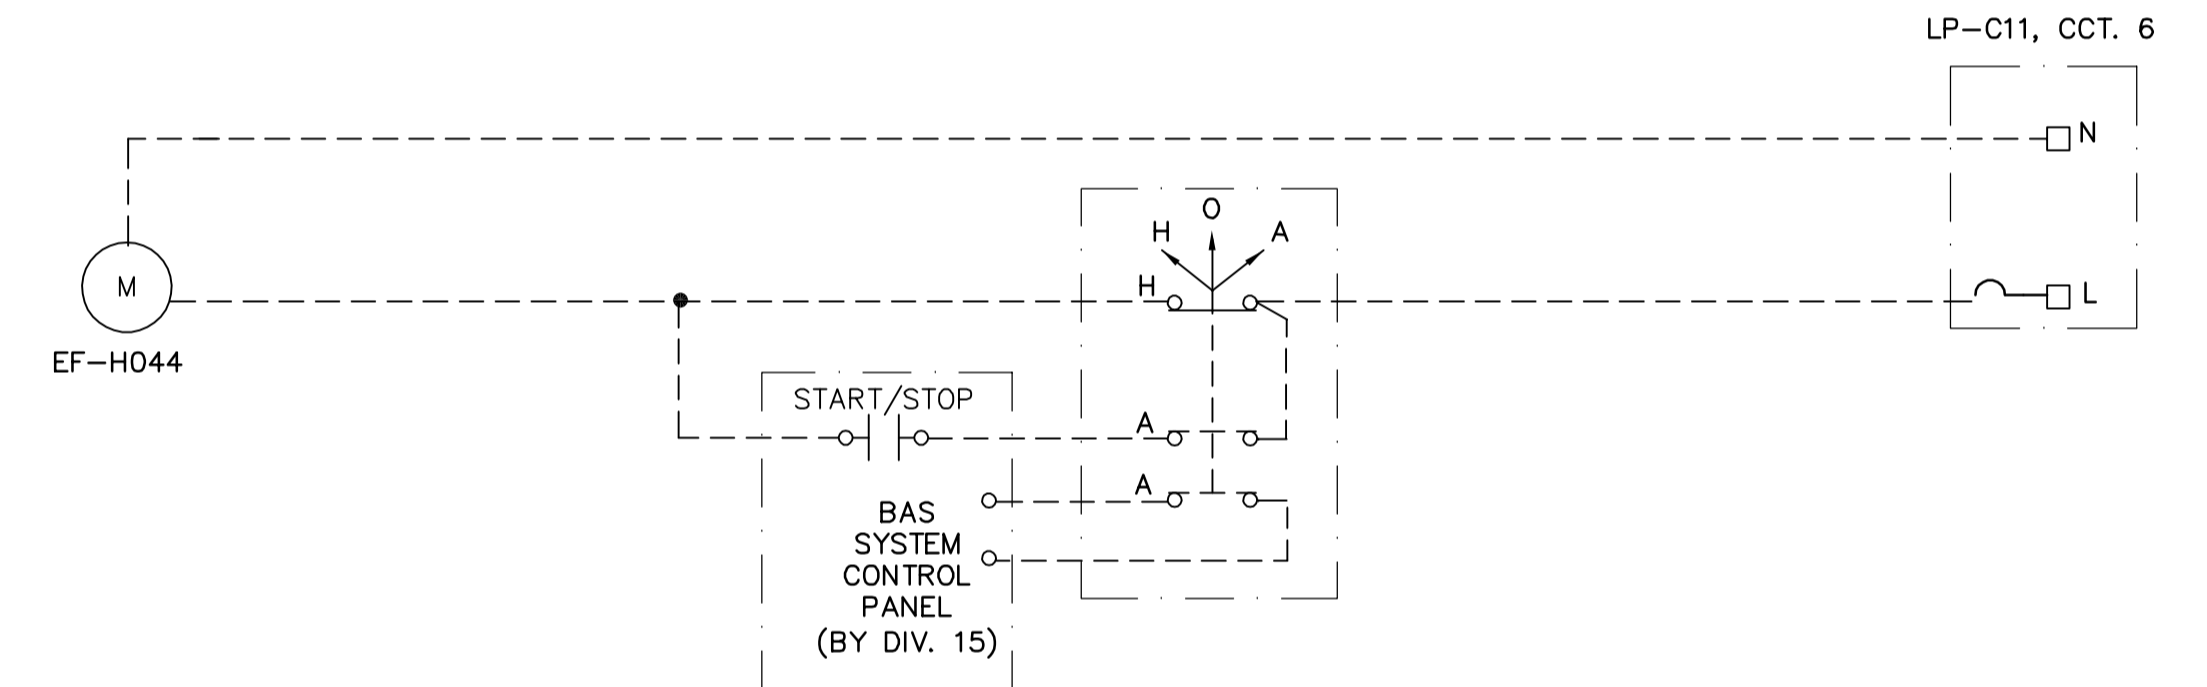 LP-C11, CCT. 6
N
O
H
A
M
H
L
EF-H044
START/STOP
A
A
BAS
SYSTEM
CONTROL
PANEL
(BY DIV. 15)